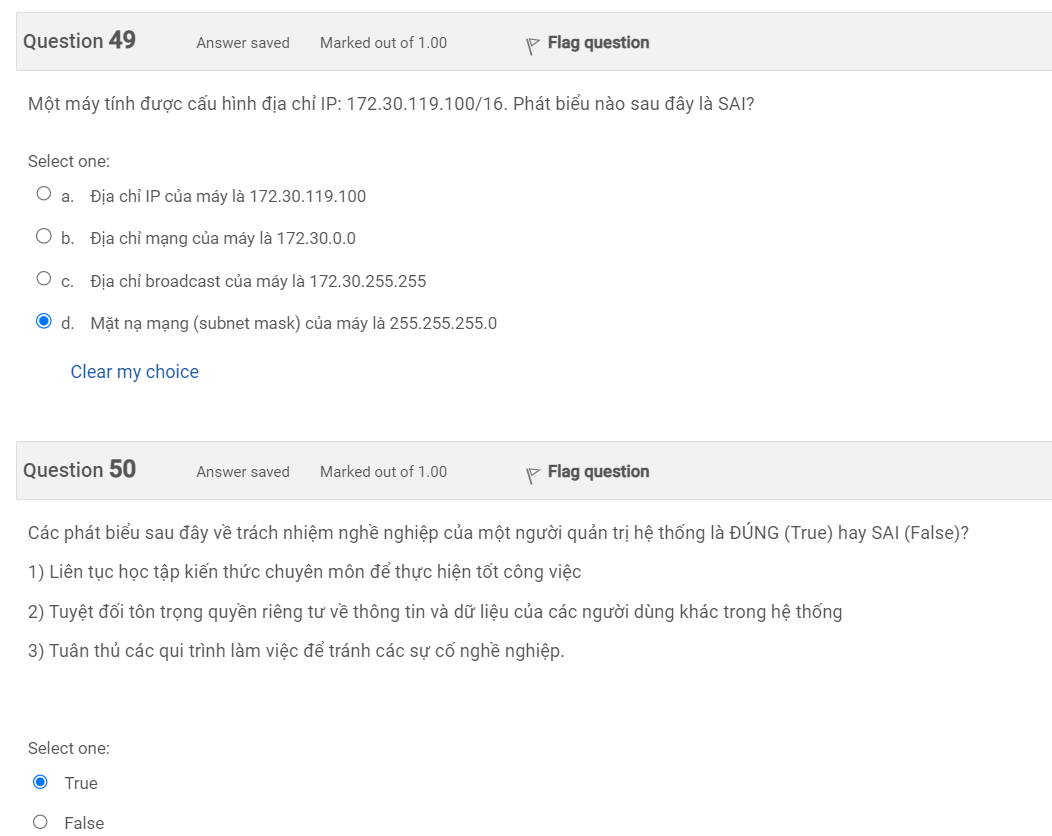 Question 49 Answer saved Marked out of 1.00 Flag question
Một máy tính được cấu hình địa chỉ IP: 172.30.119.100/16. Phát biểu nào sau đây là SAI?
Select one:
a. Địa chỉ IP của máy là 172.30.119.100
b. Địa chỉ mạng của máy là 172.30.0.0
c. Địa chỉ broadcast của máy là 172.30.255.255
d. Mặt nạ mạng (subnet mask) của máy là 255.255.255.0
Clear my choice
Question 50 Answer saved Marked out of 1.00 Flag question
Các phát biểu sau đây về trách nhiệm nghề nghiệp của một người quản trị hệ thống là ĐÚNG (True) hay SAI (False)?
1) Liên tục học tập kiến thức chuyên môn để thực hiện tốt công việc
2) Tuyệt đối tôn trọng quyền riêng tư về thông tin và dữ liệu của các người dùng khác trong hệ thống
3) Tuân thủ các qui trình làm việc để tránh các sự cố nghề nghiệp.
Select one:
True
False